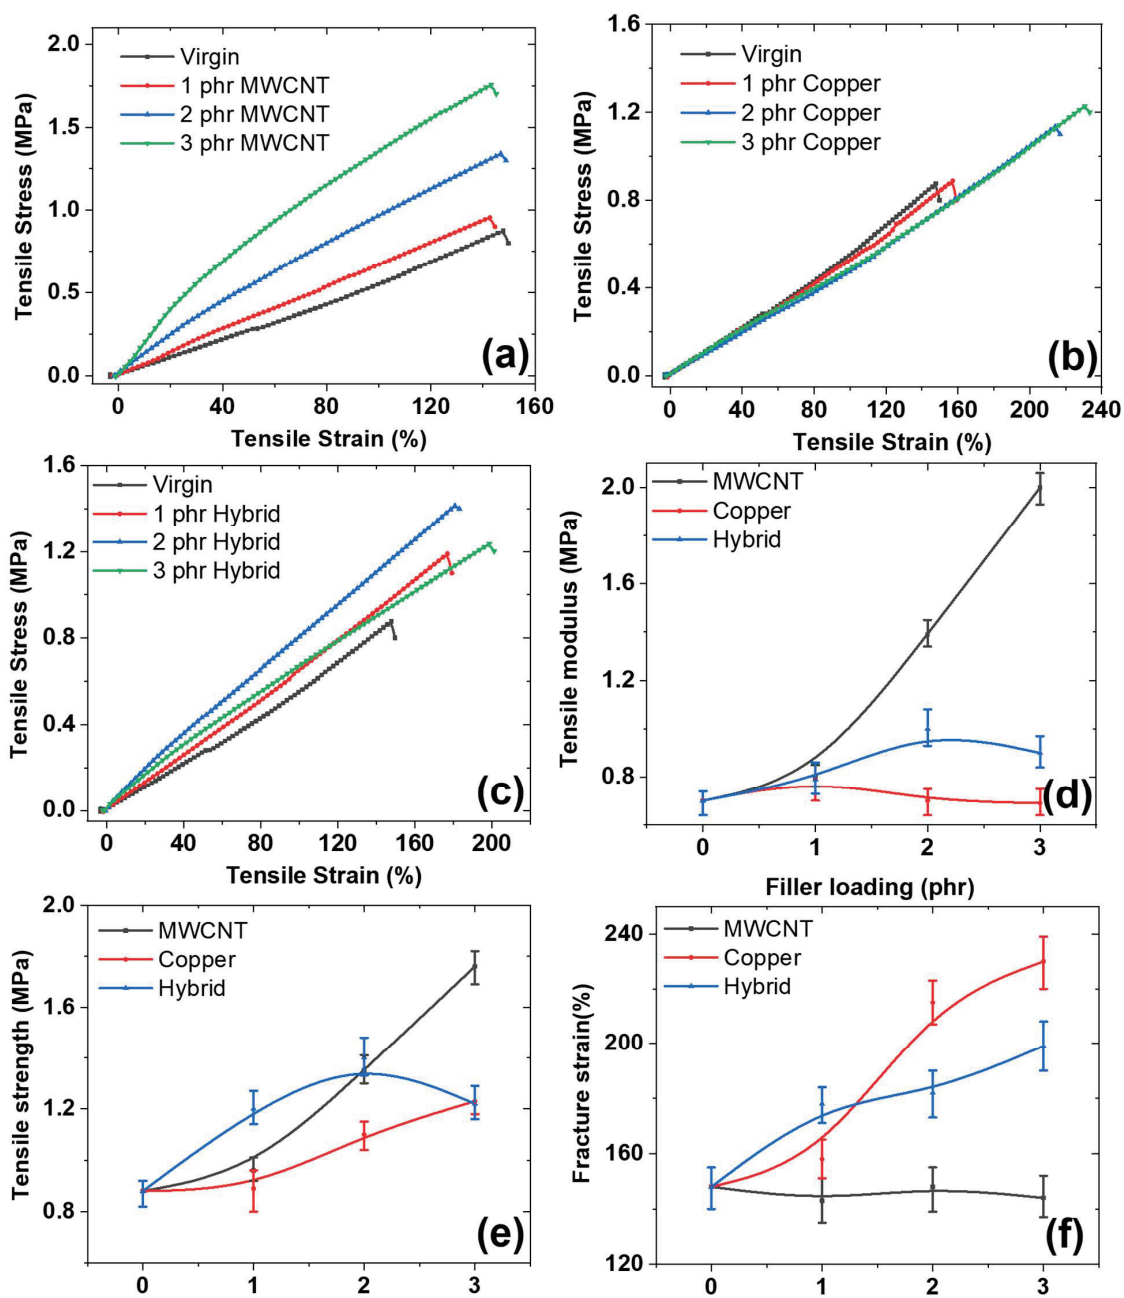 2.0
1.5
1.0
0.5
0.0
Tensile Stress (MPa)
Virgin
1 phr MWCNT
2 phr MWCNT
3 phr MWCNT
(a)
0 40 80 120 160
Tensile Strain (%)
1.6
1.2
0.8
0.4
0.0
Tensile Stress (MPa)
Virgin
1 phr Copper
2 phr Copper
3 phr Copper
(b)
0 40 80 120 160 200 240
Tensile Strain (%)
1.6
1.2
0.8
0.4
0.0
Tensile Stress (MPa)
Virgin
1 phr Hybrid
2 phr Hybrid
3 phr Hybrid
(c)
0 40 80 120 160 200
Tensile Strain (%)
2.0
1.6
1.2
0.8
Tensile modulus (MPa)
MWCNT
Copper
Hybrid
(d)
0 1 2 3
Filler loading (phr)
2.0
1.6
1.2
0.8
Tensile strength (MPa)
MWCNT
Copper
Hybrid
(e)
0 1 2 3
240
200
160
120
Fracture strain(%)
MWCNT
Copper
Hybrid
(f)
0 1 2 3